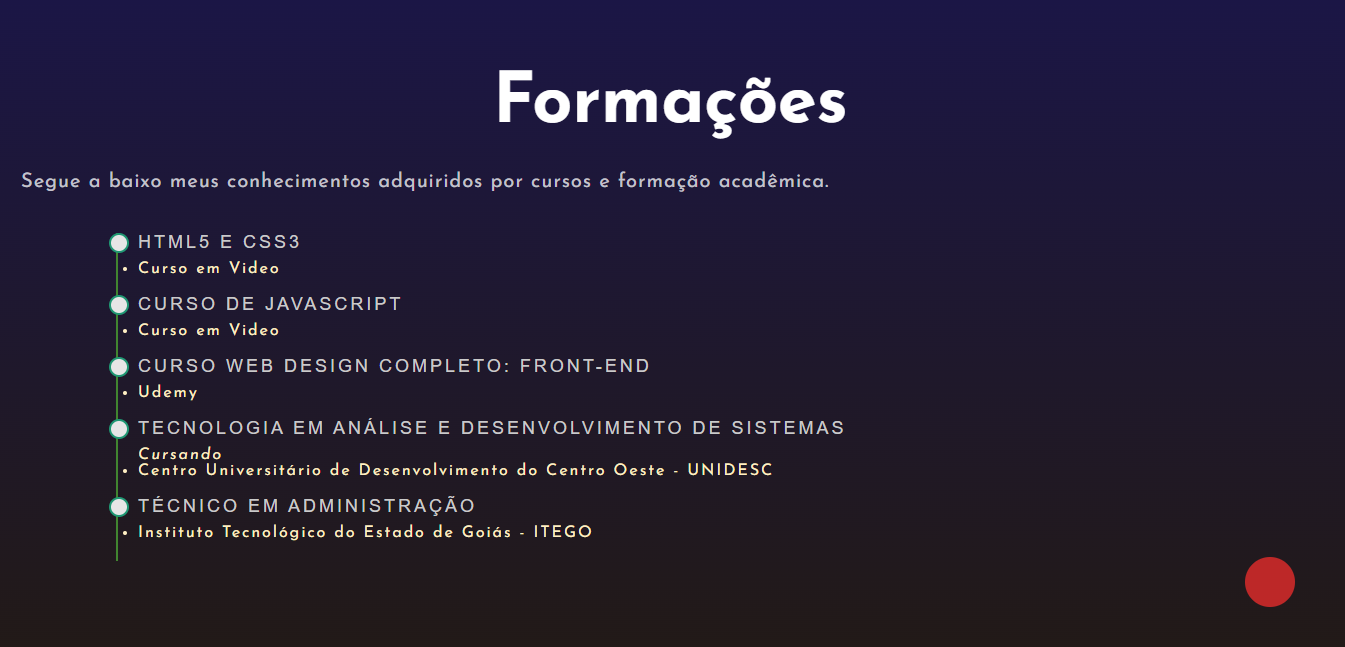 Formações
Segue a baixo meus conhecimentos adquiridos por cursos e formação acadêmica.
HTML5 E CSS3
• Curso em Video
CURSO DE JAVASCRIPT
• Curso em Video
CURSO WEB DESIGN COMPLETO: FRONT-END
• Udemy
TECNOLOGIA EM ANÁLISE E DESENVOLVIMENTO DE SISTEMAS
Cursando
• Centro Universitário de Desenvolvimento do Centro Oeste - UNIDESC
TÉCNICO EM ADMINISTRAÇÃO
• Instituto Tecnológico do Estado de Goiás - ITEGO